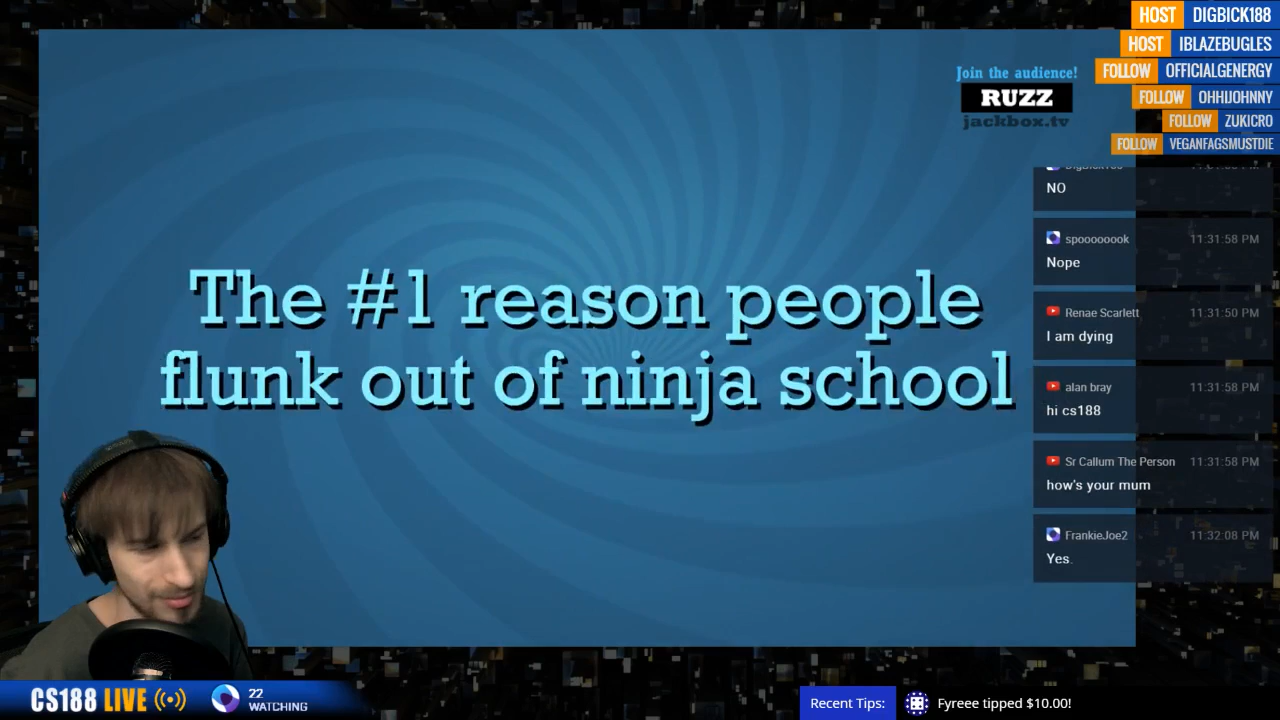 HOST DIGBICK188
HOST IBLAZEBUGLES
FOLLOW OFFICIALGENERGY
FOLLOW OHHIJOHNNY
FOLLOW ZUKICRO
FOLLOW VEGANFAGSMUSTDIE
Join the audience!
RUZZ
jackbox.tv
The #1 reason people
flunk out of ninja school
NO
spoooooook 11:31:58 PM
Nope
Renae Scarlett 11:31:50 PM
I am dying
alan bray 11:31:58 PM
hi cs188
Sr Callum The Person 11:31:58 PM
how's your mum
FrankieJoe2 11:32:08 PM
Yes.
CS188 LIVE
22
WATCHING
Recent Tips: Fyreee tipped $10.00!